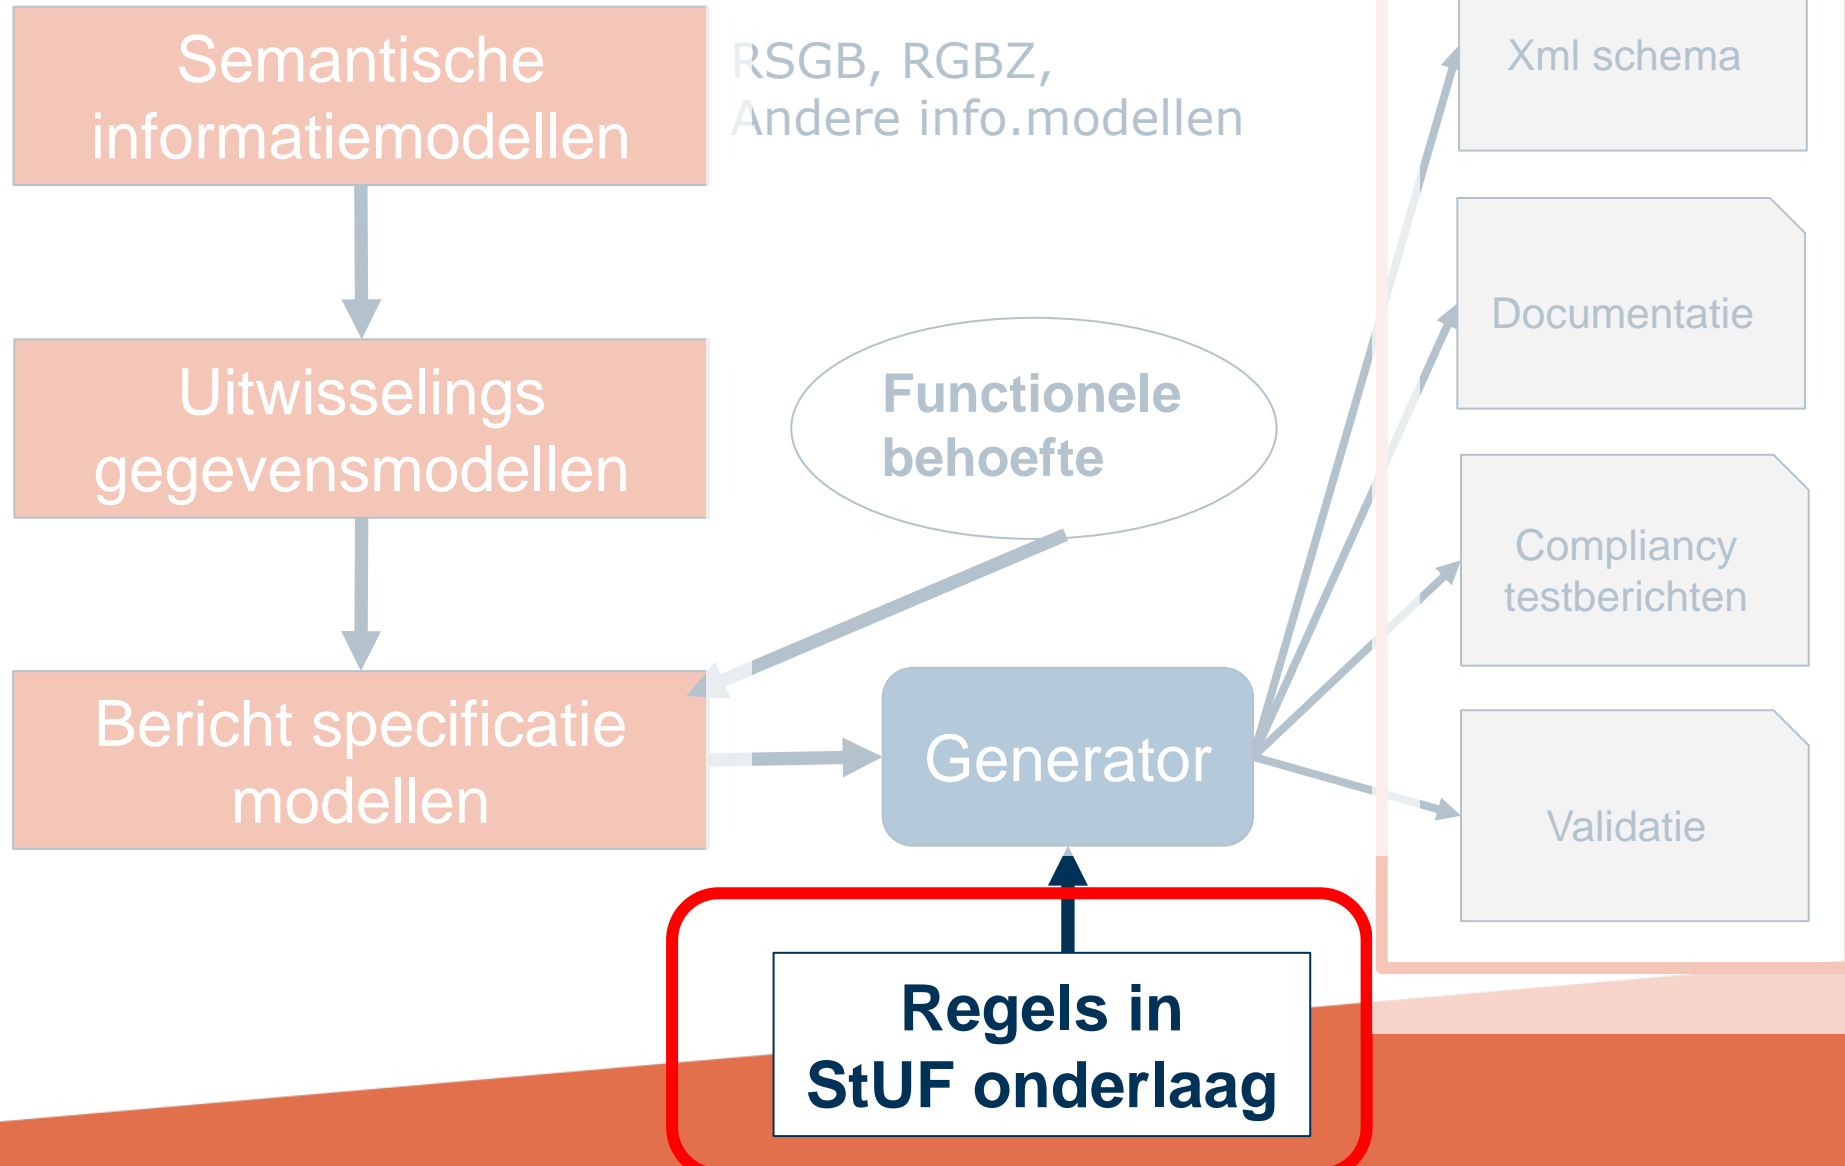 Semantische
informatiemodellen
RSGB, RGBZ,
Andere info.modellen
Xml schema
Uitwisselings
gegevensmodellen
Functionele
behoefte
Documentatie
Compliancy
testberichten
Bericht specificatie
modellen
Generator
Validatie
Regels in
StUF onderlaag